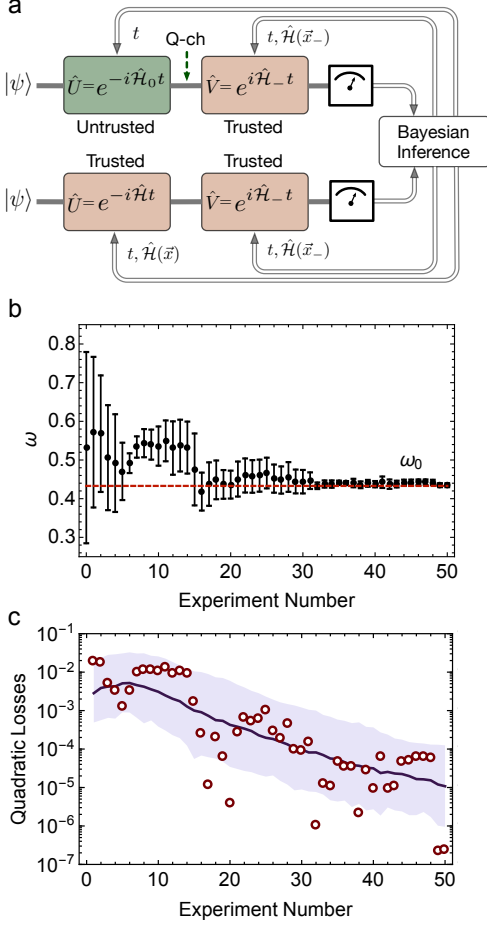 a
t
Q-ch
t, Ĥ(x⃗₋)
|ψ⟩
Û=e^{-iĤ₀t}
V̂=e^{iĤ₋t}
Untrusted
Trusted
Bayesian
Inference
Trusted
Trusted
|ψ⟩
Û=e^{-iĤt}
V̂=e^{iĤ₋t}
t, Ĥ(x⃗)
t, Ĥ(x⃗₋)
b
0.8
0.7
0.6
0.5
0.4
0.3
ω
ω₀
0 10 20 30 40 50
Experiment Number
c
10⁻¹
10⁻²
10⁻³
10⁻⁴
10⁻⁵
10⁻⁶
10⁻⁷
Quadratic Losses
0 10 20 30 40 50
Experiment Number